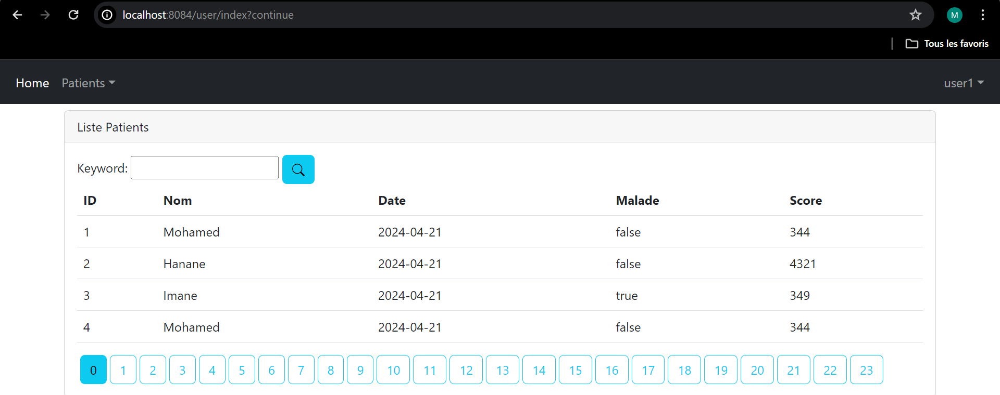 localhost:8084/user/index?continue
M
Tous les favoris
Home Patients user1
Liste Patients
Keyword:
ID Nom Date Malade Score
1 Mohamed 2024-04-21 false 344
2 Hanane 2024-04-21 false 4321
3 Imane 2024-04-21 true 349
4 Mohamed 2024-04-21 false 344
0 1 2 3 4 5 6 7 8 9 10 11 12 13 14 15 16 17 18 19 20 21 22 23